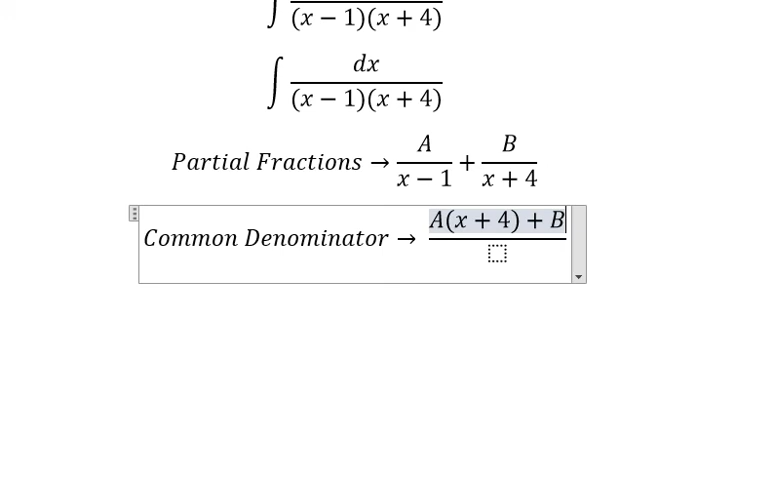 ∫ (x − 1)(x + 4)
∫ dx / (x − 1)(x + 4)
Partial Fractions → A / x − 1 + B / x + 4
Common Denominator → A(x + 4) + B